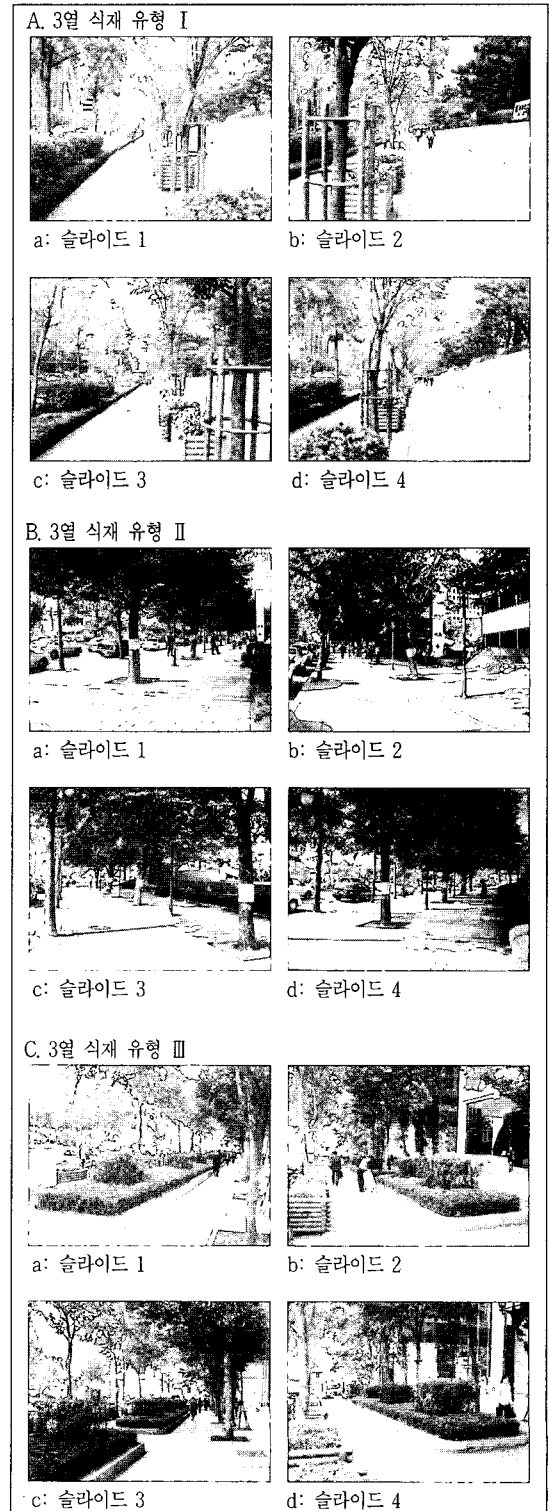 A. 3열 식재 유형 Ⅰ
a: 슬라이드 1
b: 슬라이드 2
c: 슬라이드 3
d: 슬라이드 4
B. 3열 식재 유형 Ⅱ
a: 슬라이드 1
b: 슬라이드 2
c: 슬라이드 3
d: 슬라이드 4
C. 3열 식재 유형 Ⅲ
a: 슬라이드 1
b: 슬라이드 2
c: 슬라이드 3
d: 슬라이드 4